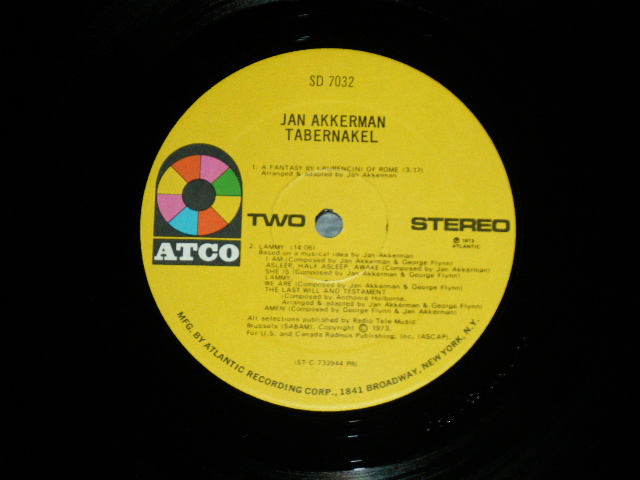 SD 7032
JAN AKKERMAN
TABERNAKEL
1. A FANTASY BY LAURENCINI OF ROME (3:17)
Arranged & adapted by Jan Akkerman
ATCO
TWO
STEREO
Ⓟ 1973
ATLANTIC
2. LAMMY (14:06)
Based on a musical idea by Jan Akkerman
I AM (Composed by Jan Akkerman & George Flynn)
ASLEEP, HALF ASLEEP, AWAKE (Composed by Jan Akkerman)
SHE IS (Composed by Jan Akkerman & George Flynn)
LAMMY
WE ARE (Composed by Jan Akkerman & George Flynn)
THE LAST WILL AND TESTAMENT
(Composed by Anthonie Holborne,
Arranged & adapted by Jan Akkerman & George Flynn)
AMEN (Composed by George Flynn & Jan Akkerman)
All selections published by Radio Tele Music
Brussels (SABAM). Copyright © 1973.
For U.S. and Canada Radmus Publishing, Inc. (ASCAP).
(ST-C-732944 PR)
MFG. BY ATLANTIC RECORDING CORP., 1841 BROADWAY, NEW YORK, N.Y.